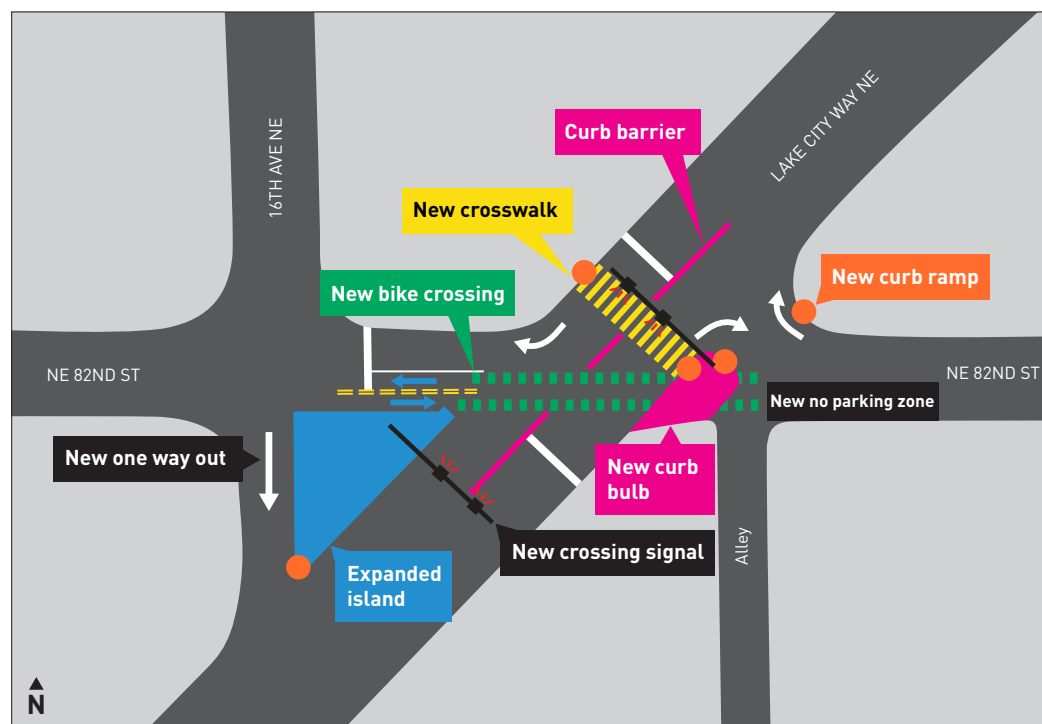 16TH AVE NE
LAKE CITY WAY NE
Curb barrier
New crosswalk
New curb ramp
New bike crossing
NE 82ND ST
NE 82ND ST
New no parking zone
New one way out
New curb
bulb
New crossing signal
Alley
Expanded
island
N